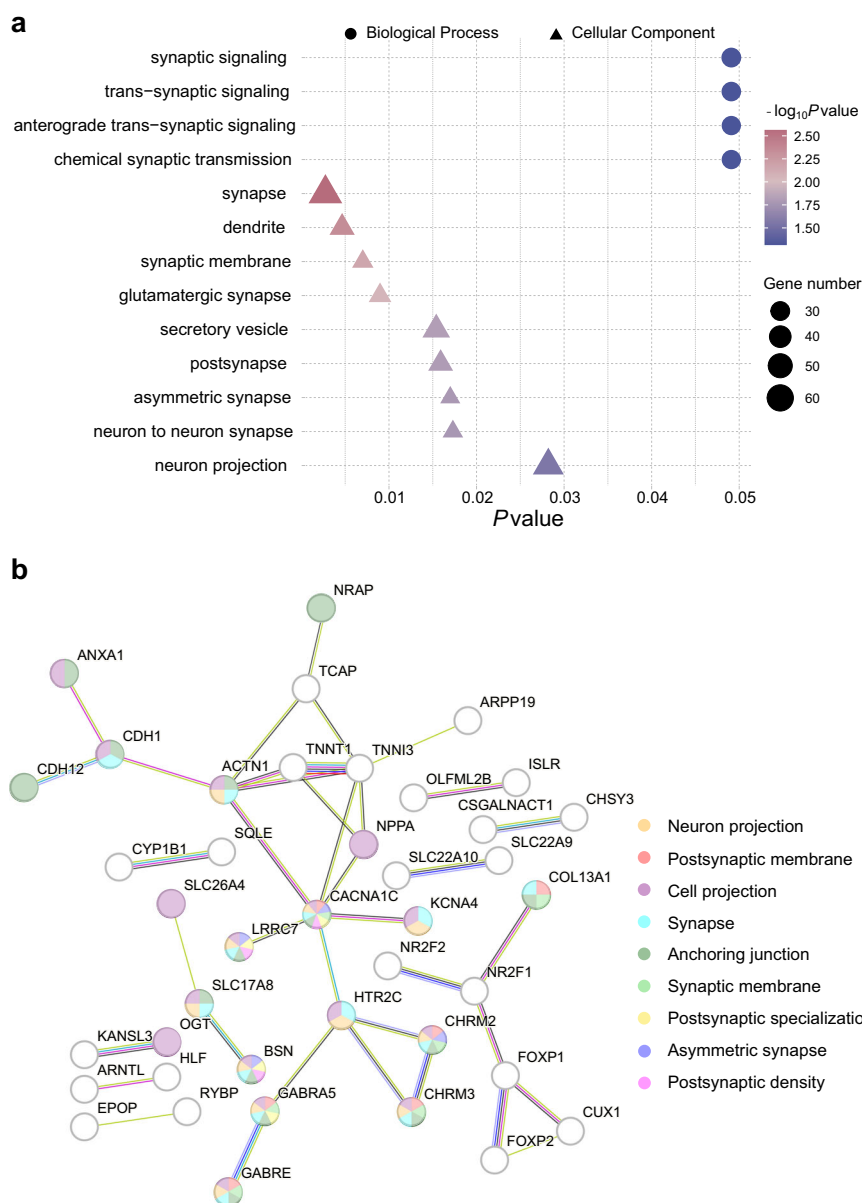 a
Biological Process
Cellular Component
synaptic signaling
trans−synaptic signaling
anterograde trans−synaptic signaling
chemical synaptic transmission
synapse
dendrite
synaptic membrane
glutamatergic synapse
secretory vesicle
postsynapse
asymmetric synapse
neuron to neuron synapse
neuron projection
0.01 0.02 0.03 0.04 0.05
Pvalue
- log10Pvalue
2.50
2.25
2.00
1.75
1.50
Gene number
30
40
50
60
b
NRAP
ANXA1
TCAP
ARPP19
CDH1
CDH12
ACTN1
TNNT1
TNNI3
OLFML2B
ISLR
CSGALNACT1
CHSY3
CYP1B1
SQLE
NPPA
SLC22A10
SLC22A9
SLC26A4
CACNA1C
KCNA4
COL13A1
LRRC7
NR2F2
NR2F1
SLC17A8
HTR2C
CHRM2
OGT
KANSL3
HLF
BSN
ARNTL
RYBP
EPOP
GABRA5
CHRM3
FOXP1
CUX1
FOXP2
GABRE
Neuron projection
Postsynaptic membrane
Cell projection
Synapse
Anchoring junction
Synaptic membrane
Postsynaptic specializatio
Asymmetric synapse
Postsynaptic density